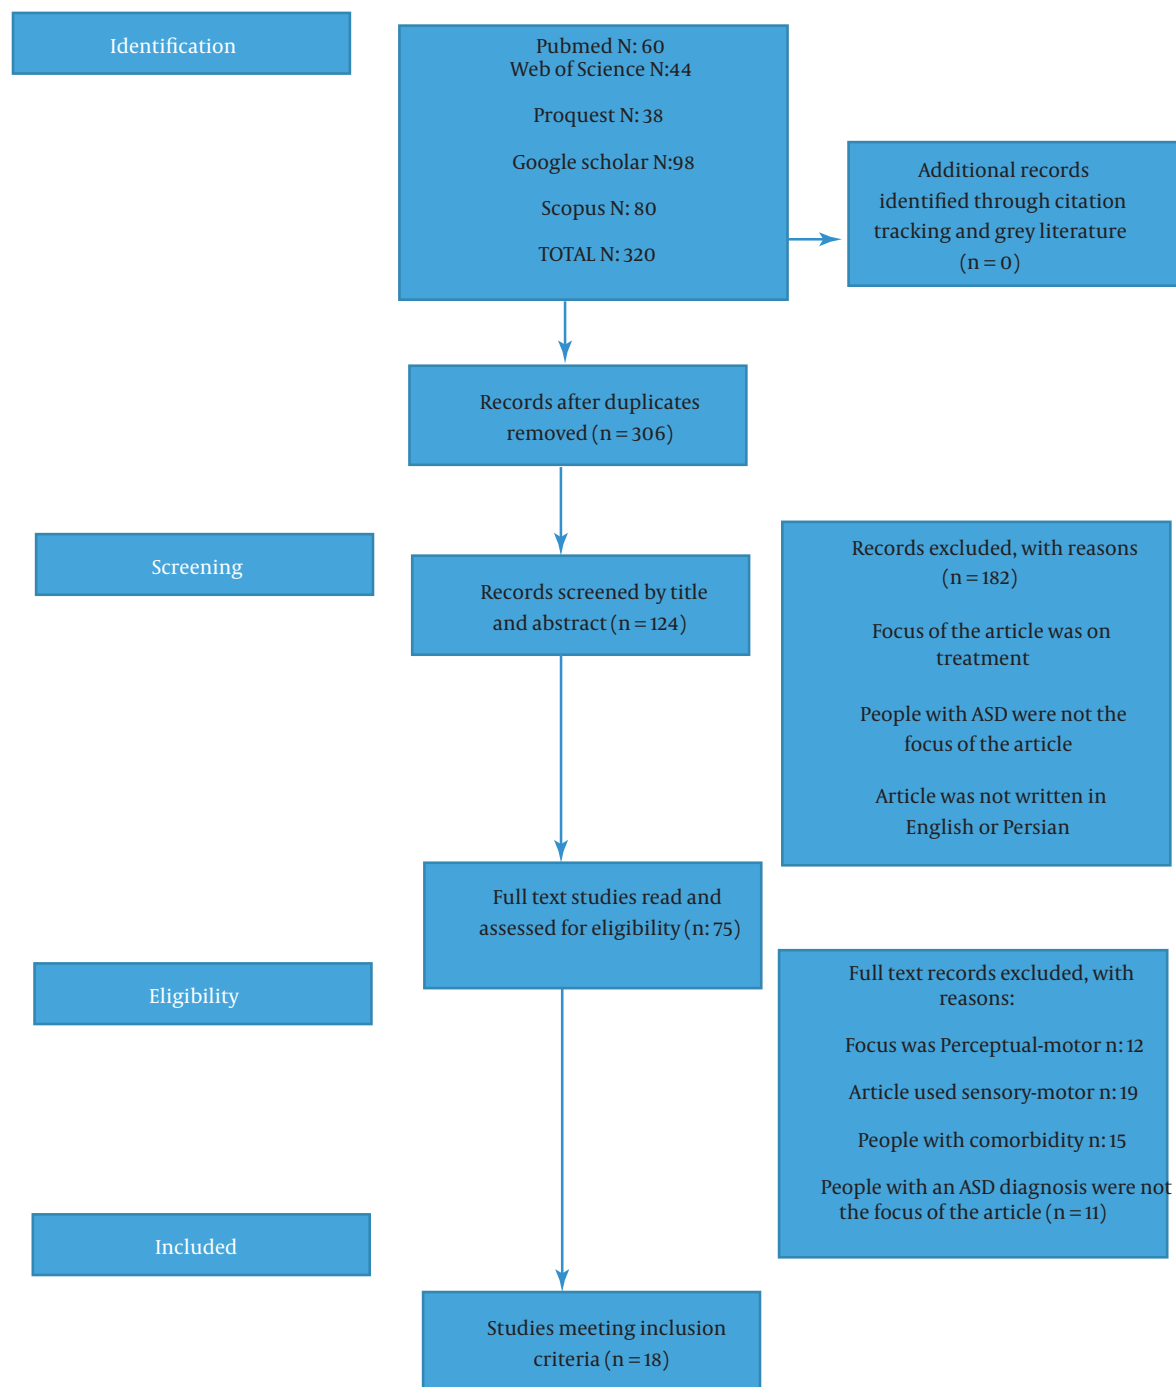 Identification
Pubmed N: 60
Web of Science N:44
Proquest N: 38
Google scholar N:98
Scopus N: 80
TOTAL N: 320
Additional records
identified through citation
tracking and grey literature
(n = 0)
Records after duplicates
removed (n = 306)
Screening
Records screened by title
and abstract (n = 124)
Records excluded, with reasons
(n = 182)
Focus of the article was on
treatment
People with ASD were not the
focus of the article
Article was not written in
English or Persian
Full text studies read and
assessed for eligibility (n: 75)
Eligibility
Full text records excluded, with
reasons:
Focus was Perceptual-motor n: 12
Article used sensory-motor n: 19
People with comorbidity n: 15
People with an ASD diagnosis were not
the focus of the article (n = 11)
Included
Studies meeting inclusion
criteria (n = 18)